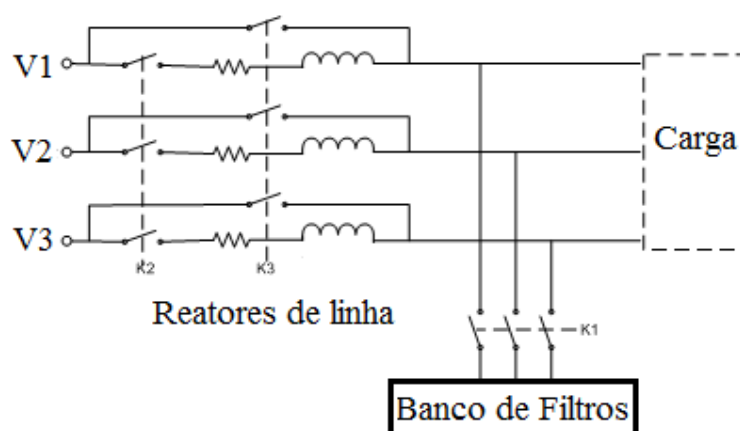 V1
V2
V3
Carga
K2
K3
Reatores de linha
K1
Banco de Filtros